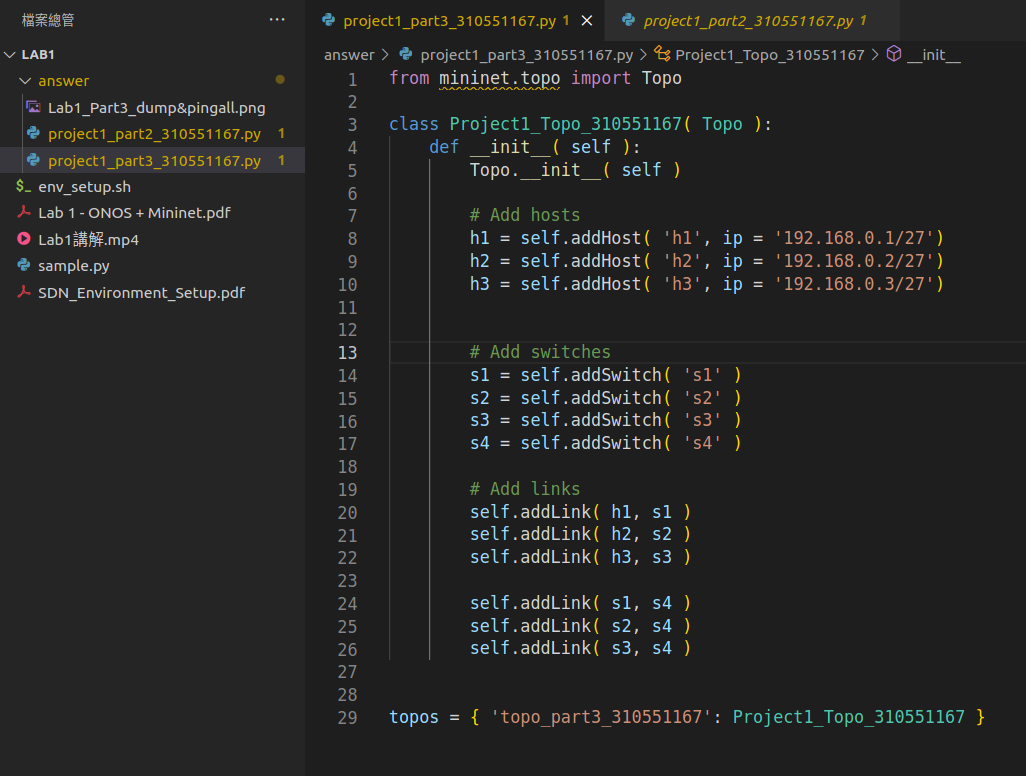 檔案總管 ···
LAB1
answer
Lab1_Part3_dump&pingall.png
project1_part2_310551167.py 1
project1_part3_310551167.py 1
env_setup.sh
Lab 1 - ONOS + Mininet.pdf
Lab1講解.mp4
sample.py
SDN_Environment_Setup.pdf
project1_part3_310551167.py 1
project1_part2_310551167.py 1
answer > project1_part3_310551167.py > Project1_Topo_310551167 > __init__
1 from mininet.topo import Topo
2
3 class Project1_Topo_310551167( Topo ):
4     def __init__( self ):
5         Topo.__init__( self )
6
7         # Add hosts
8         h1 = self.addHost( 'h1', ip = '192.168.0.1/27')
9         h2 = self.addHost( 'h2', ip = '192.168.0.2/27')
10         h3 = self.addHost( 'h3', ip = '192.168.0.3/27')
11
12
13         # Add switches
14         s1 = self.addSwitch( 's1' )
15         s2 = self.addSwitch( 's2' )
16         s3 = self.addSwitch( 's3' )
17         s4 = self.addSwitch( 's4' )
18
19         # Add links
20         self.addLink( h1, s1 )
21         self.addLink( h2, s2 )
22         self.addLink( h3, s3 )
23
24         self.addLink( s1, s4 )
25         self.addLink( s2, s4 )
26         self.addLink( s3, s4 )
27
28
29 topos = { 'topo_part3_310551167': Project1_Topo_310551167 }